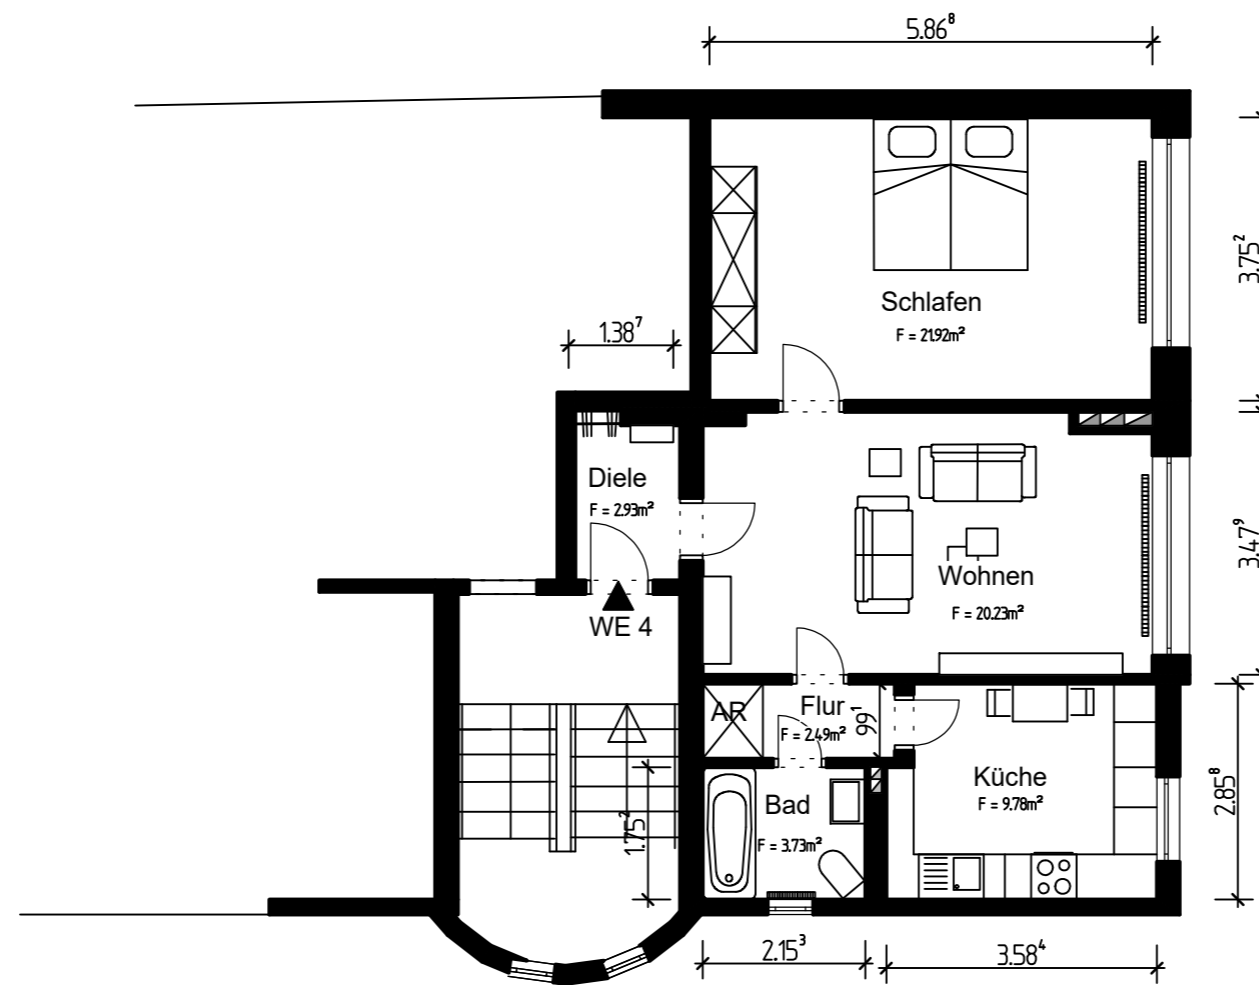 5.86⁸
3.75²
Schlafen
F = 21.92m²
1.38⁷
Diele
F = 2.93m²
3.47⁹
Wohnen
F = 20.23m²
WE 4
AR
Flur
F = 2.49m²
99¹
Küche
F = 9.78m²
2.85⁸
Bad
F = 3.73m²
1.75²
2.15³
3.58⁴